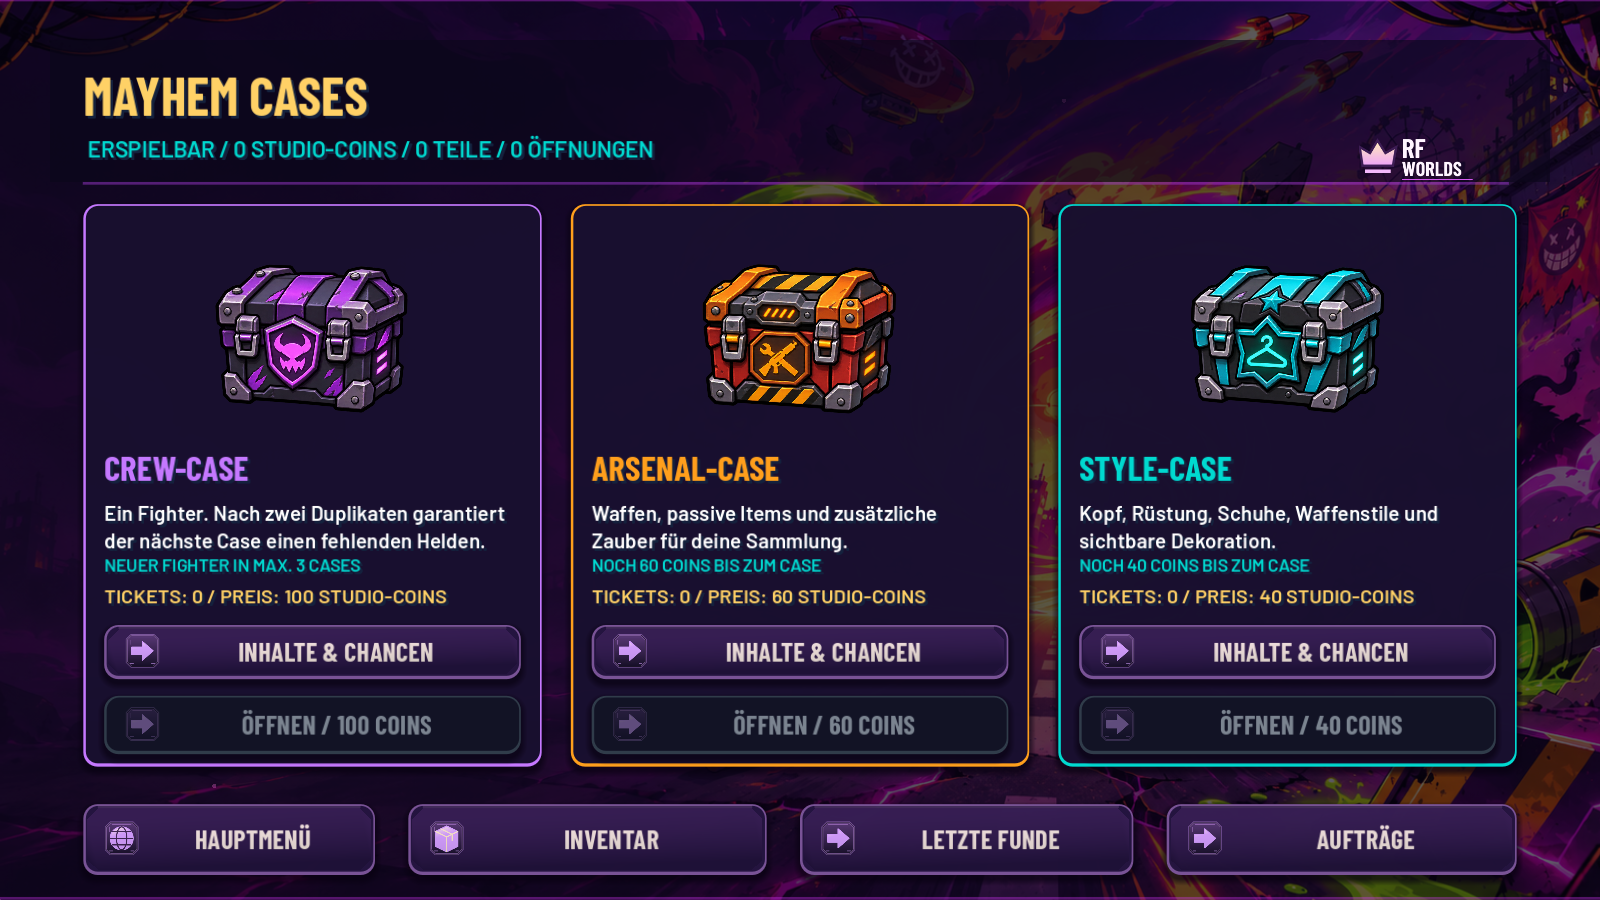 MAYHEM CASES
ERSPIELBAR / 0 STUDIO-COINS / 0 TEILE / 0 ÖFFNUNGEN
RF
WORLDS
CREW-CASE
Ein Fighter. Nach zwei Duplikaten garantiert
der nächste Case einen fehlenden Helden.
NEUER FIGHTER IN MAX. 3 CASES
TICKETS: 0 / PREIS: 100 STUDIO-COINS
INHALTE & CHANCEN
ÖFFNEN / 100 COINS
ARSENAL-CASE
Waffen, passive Items und zusätzliche
Zauber für deine Sammlung.
NOCH 60 COINS BIS ZUM CASE
TICKETS: 0 / PREIS: 60 STUDIO-COINS
INHALTE & CHANCEN
ÖFFNEN / 60 COINS
STYLE-CASE
Kopf, Rüstung, Schuhe, Waffenstile und
sichtbare Dekoration.
NOCH 40 COINS BIS ZUM CASE
TICKETS: 0 / PREIS: 40 STUDIO-COINS
INHALTE & CHANCEN
ÖFFNEN / 40 COINS
HAUPTMENÜ
INVENTAR
LETZTE FUNDE
AUFTRÄGE